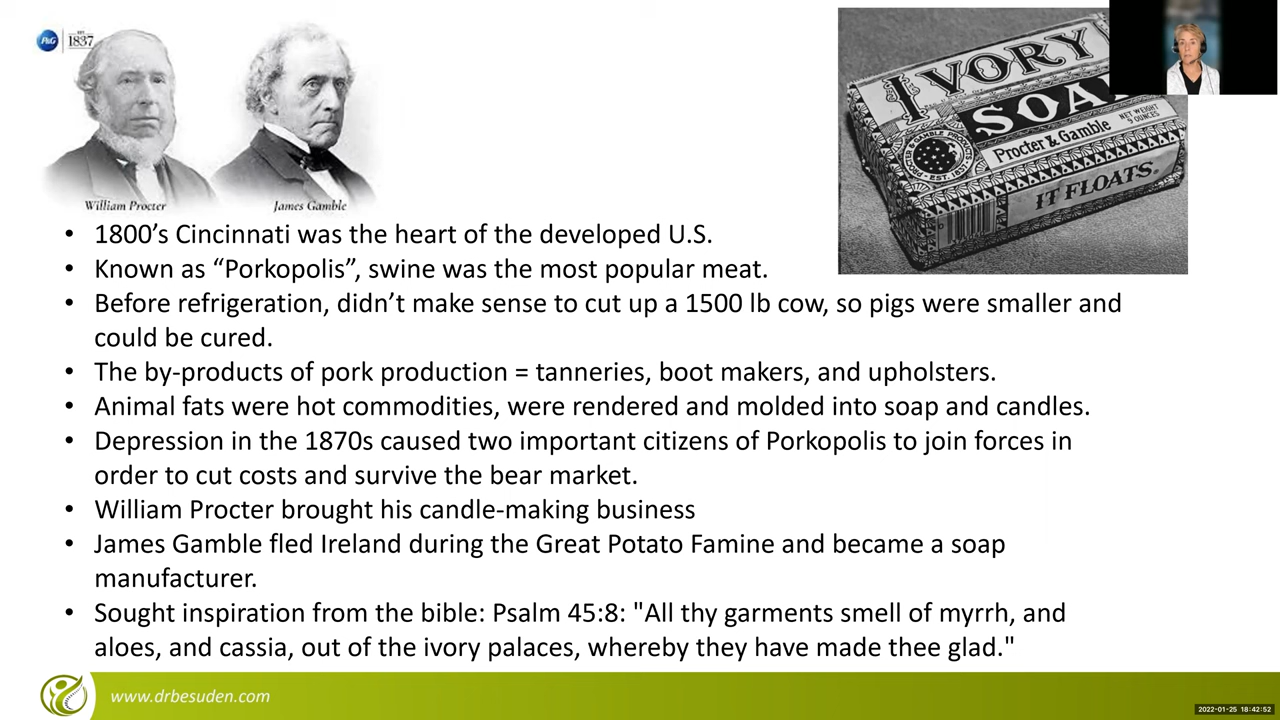 P&G
EST.
1837
William Procter
James Gamble
IVORY
SOAP
NET WEIGHT
9 OUNCES
Procter & Gamble
IT FLOATS.
• 1800’s Cincinnati was the heart of the developed U.S.
• Known as “Porkopolis”, swine was the most popular meat.
• Before refrigeration, didn’t make sense to cut up a 1500 lb cow, so pigs were smaller and
could be cured.
• The by-products of pork production = tanneries, boot makers, and upholsters.
• Animal fats were hot commodities, were rendered and molded into soap and candles.
• Depression in the 1870s caused two important citizens of Porkopolis to join forces in
order to cut costs and survive the bear market.
• William Procter brought his candle-making business
• James Gamble fled Ireland during the Great Potato Famine and became a soap
manufacturer.
• Sought inspiration from the bible: Psalm 45:8: "All thy garments smell of myrrh, and
aloes, and cassia, out of the ivory palaces, whereby they have made thee glad."
www.drbesuden.com
2022-01-25 18:42:52